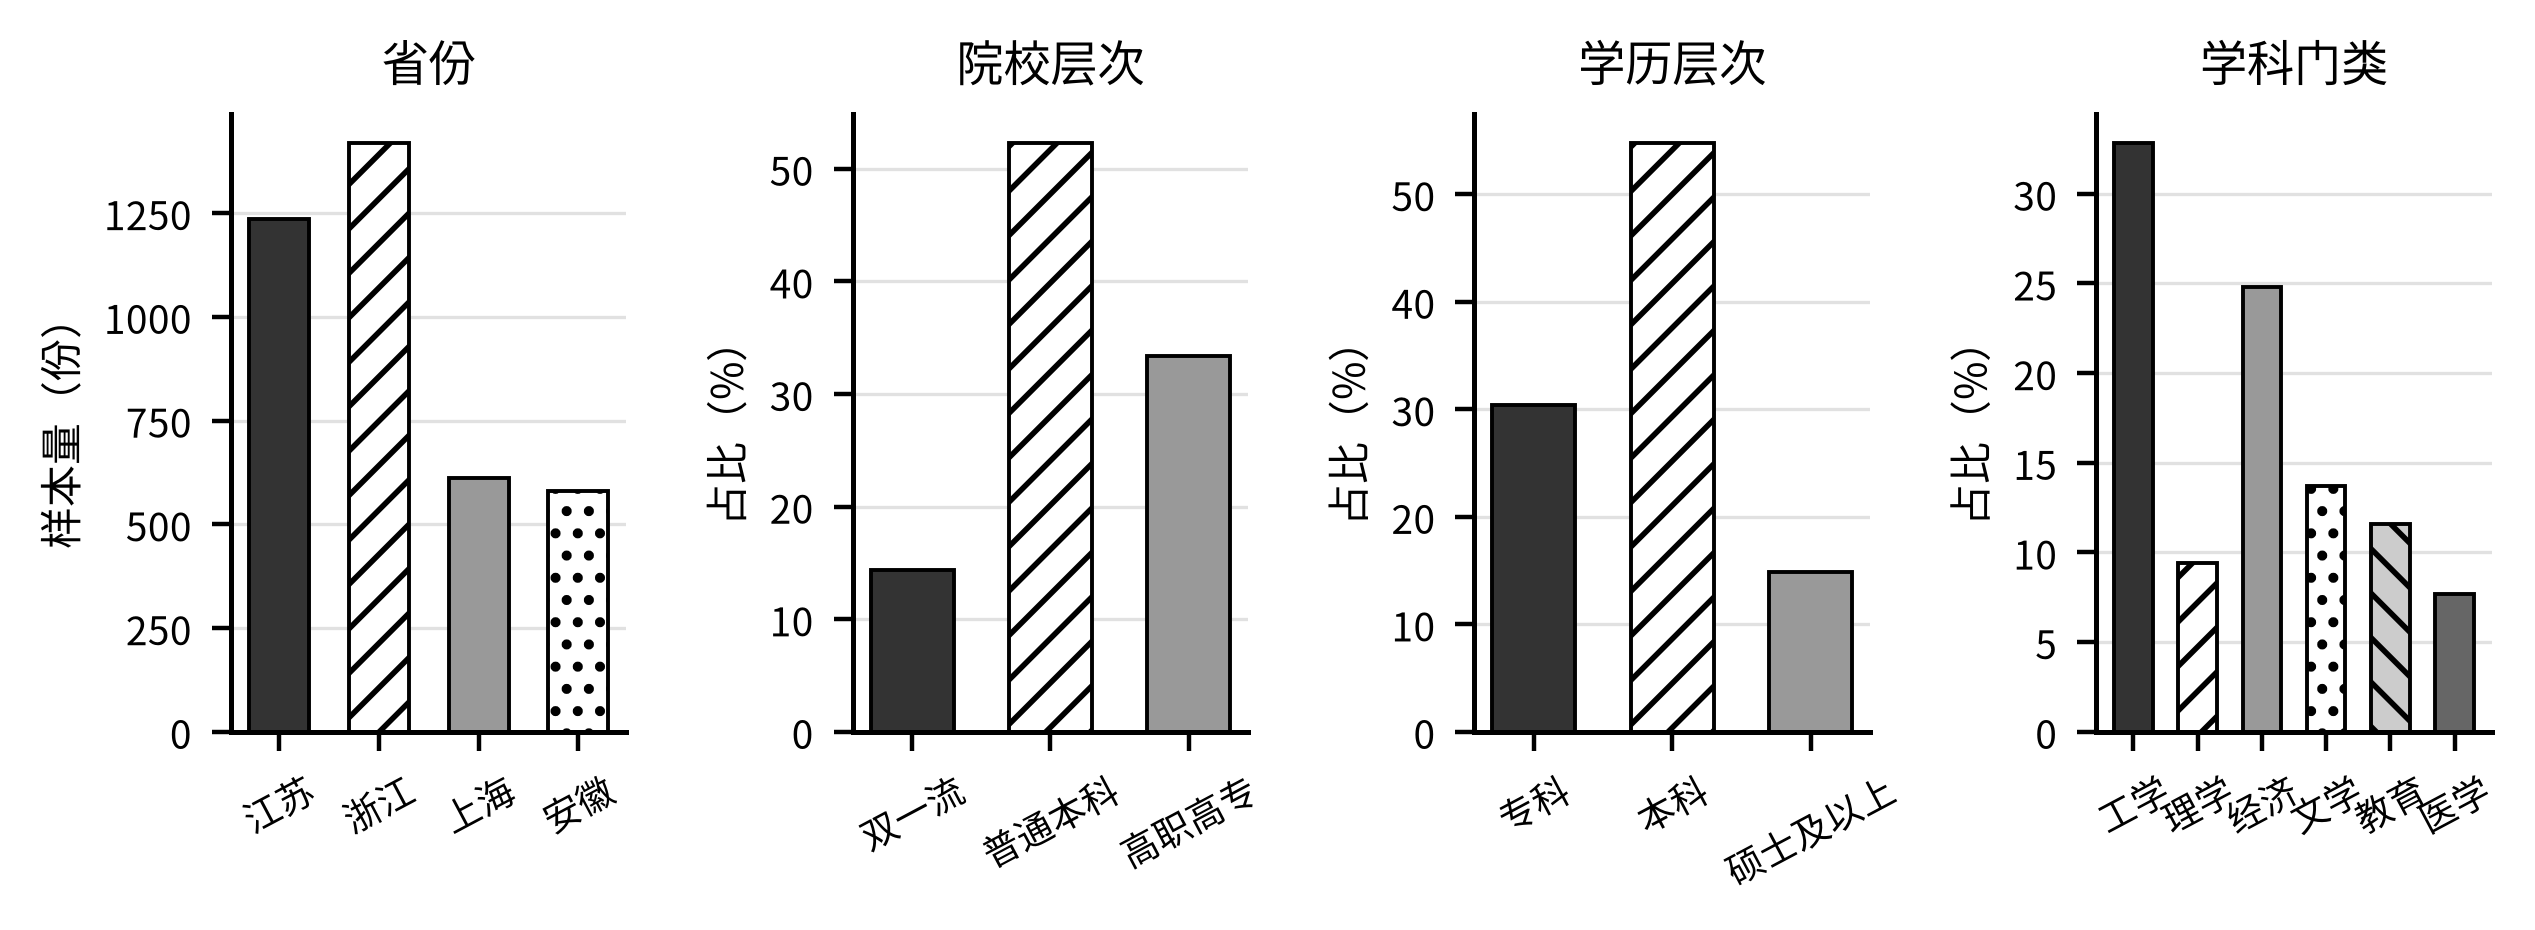 省份
样本量（份）
1250
1000
750
500
250
0
江苏
浙江
上海
安徽
院校层次
占比（%）
50
40
30
20
10
0
双一流
普通本科
高职高专
学历层次
占比（%）
50
40
30
20
10
0
专科
本科
硕士及以上
学科门类
占比（%）
30
25
20
15
10
5
0
工学
理学
经济
文学
教育
医学